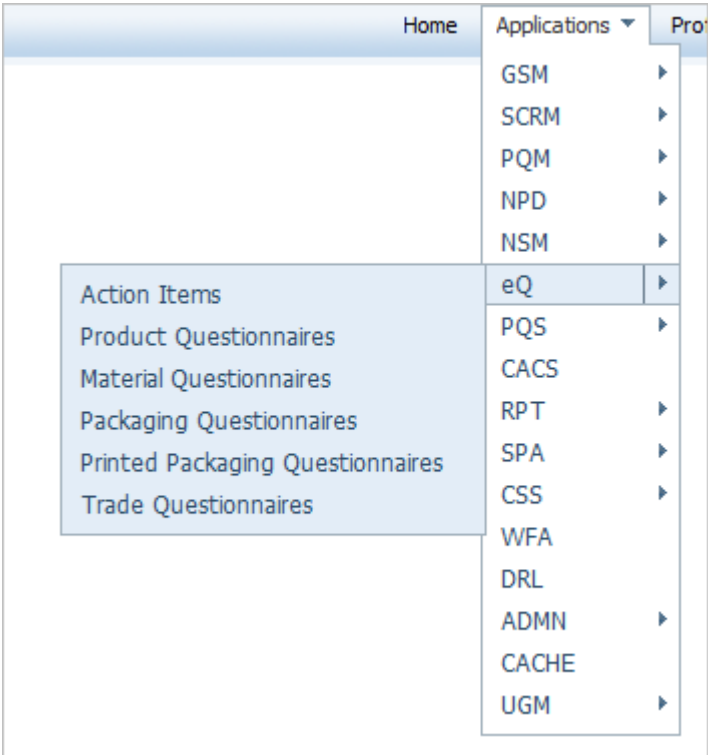 Home Applications Prof
GSM
SCRM
PQM
NPD
NSM
eQ
Action Items
Product Questionnaires
Material Questionnaires
Packaging Questionnaires
Printed Packaging Questionnaires
Trade Questionnaires
PQS
CACS
RPT
SPA
CSS
WFA
DRL
ADMN
CACHE
UGM